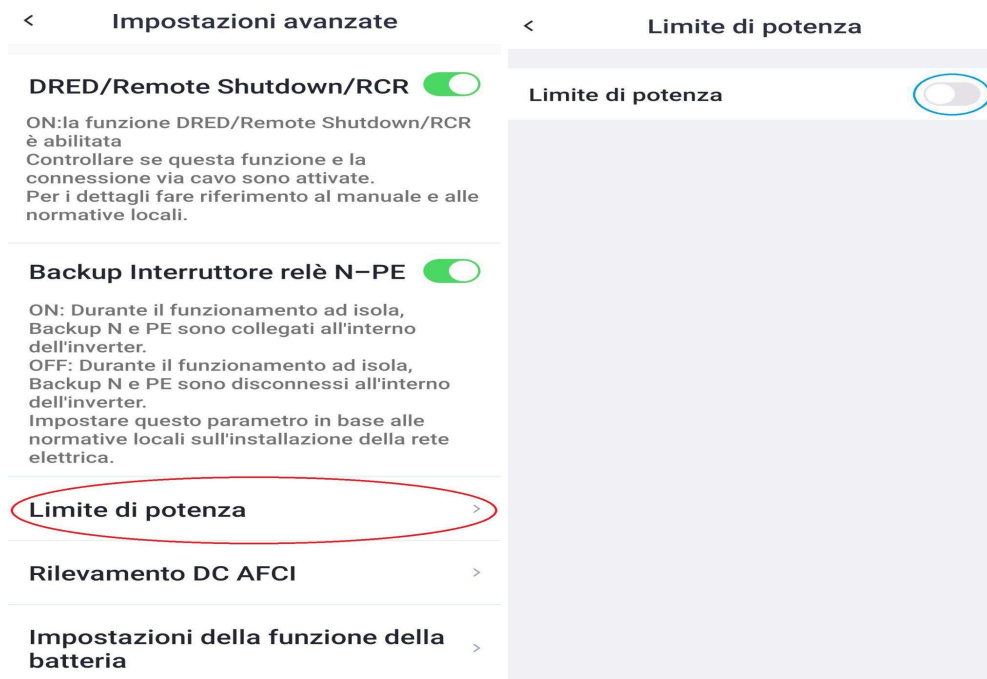 Impostazioni avanzate
DRED/Remote Shutdown/RCR
ON:la funzione DRED/Remote Shutdown/RCR
è abilitata
Controllare se questa funzione e la
connessione via cavo sono attivate.
Per i dettagli fare riferimento al manuale e alle
normative locali.
Backup Interruttore relè N-PE
ON: Durante il funzionamento ad isola,
Backup N e PE sono collegati all'interno
dell'inverter.
OFF: Durante il funzionamento ad isola,
Backup N e PE sono disconnessi all'interno
dell'inverter.
Impostare questo parametro in base alle
normative locali sull'installazione della rete
elettrica.
Limite di potenza
Rilevamento DC AFCI
Impostazioni della funzione della
batteria
Limite di potenza
Limite di potenza